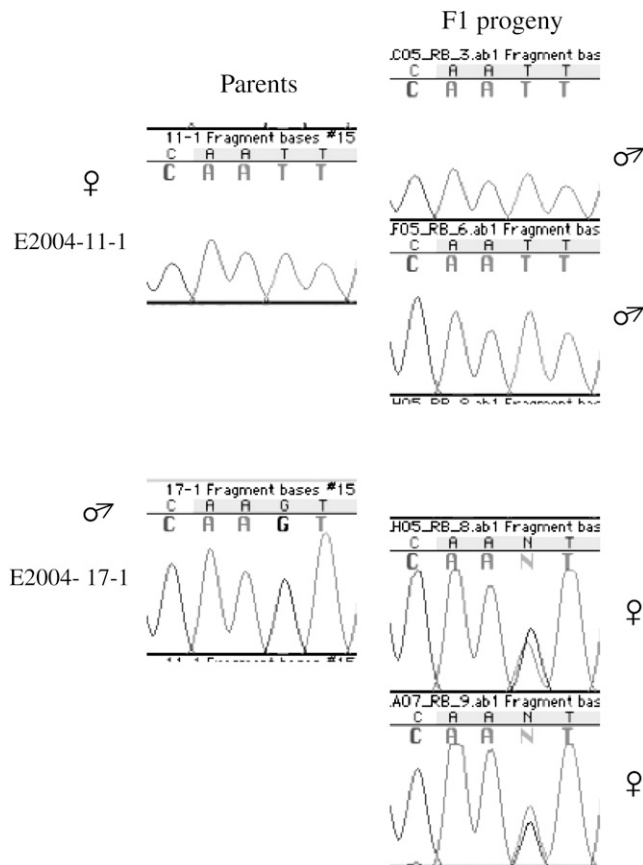 F1 progeny
Parents
.C05_RB_3.ab1 Fragment bas
C A A T T
C A A T T
♂
11-1 Fragment bases #15
C A A T T
C A A T T
♀
E2004-11-1
.F05_RB_6.ab1 Fragment bas
C A A T T
C A A T T
♂
17-1 Fragment bases #15
C A A G T
C A A G T
♂
E2004- 17-1
.H05_RB_8.ab1 Fragment bas
C A A N T
C A A N T
♀
.A07_RB_9.ab1 Fragment bas
C A A N T
C A A N T
♀